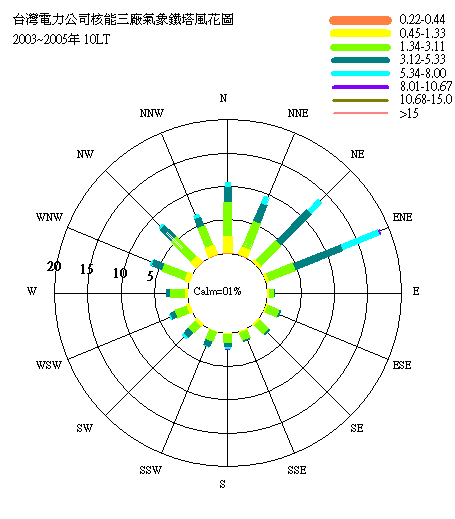 台灣電力公司核能三廠氣象鐵塔風花圖
2003~2005年 10LT
0.22-0.44
0.45-1.33
1.34-3.11
3.12-5.33
5.34-8.00
8.01-10.67
10.68-15.0
>15
N
NNW
NNE
NW
NE
WNW
ENE
20
15
10
5
W
Calm=01%
E
WSW
ESE
SW
SE
SSW
SSE
S